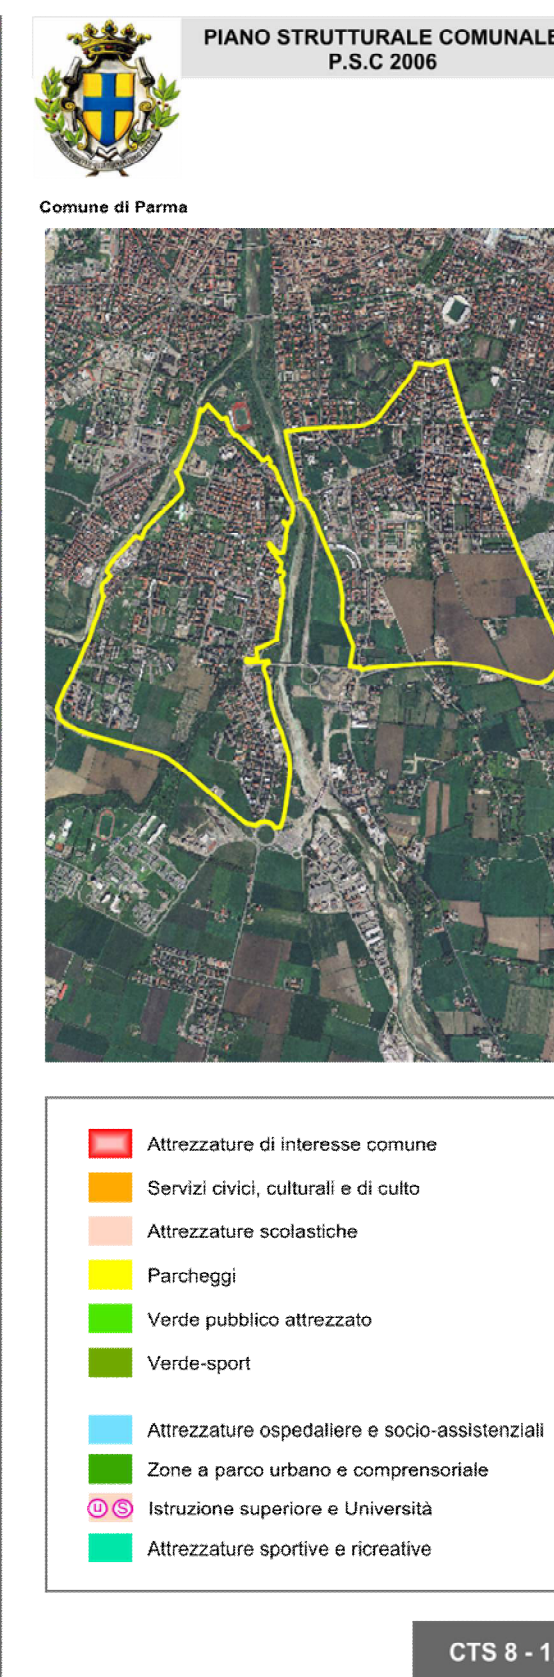 PIANO STRUTTURALE COMUNALE
P.S.C 2006
Comune di Parma
Attrezzature di interesse comune
Servizi civici, culturali e di culto
Attrezzature scolastiche
Parcheggi
Verde pubblico attrezzato
Verde-sport
Attrezzature ospedaliere e socio-assistenziali
Zone a parco urbano e comprensoriale
U S Istruzione superiore e Università
Attrezzature sportive e ricreative
CTS 8 - 1